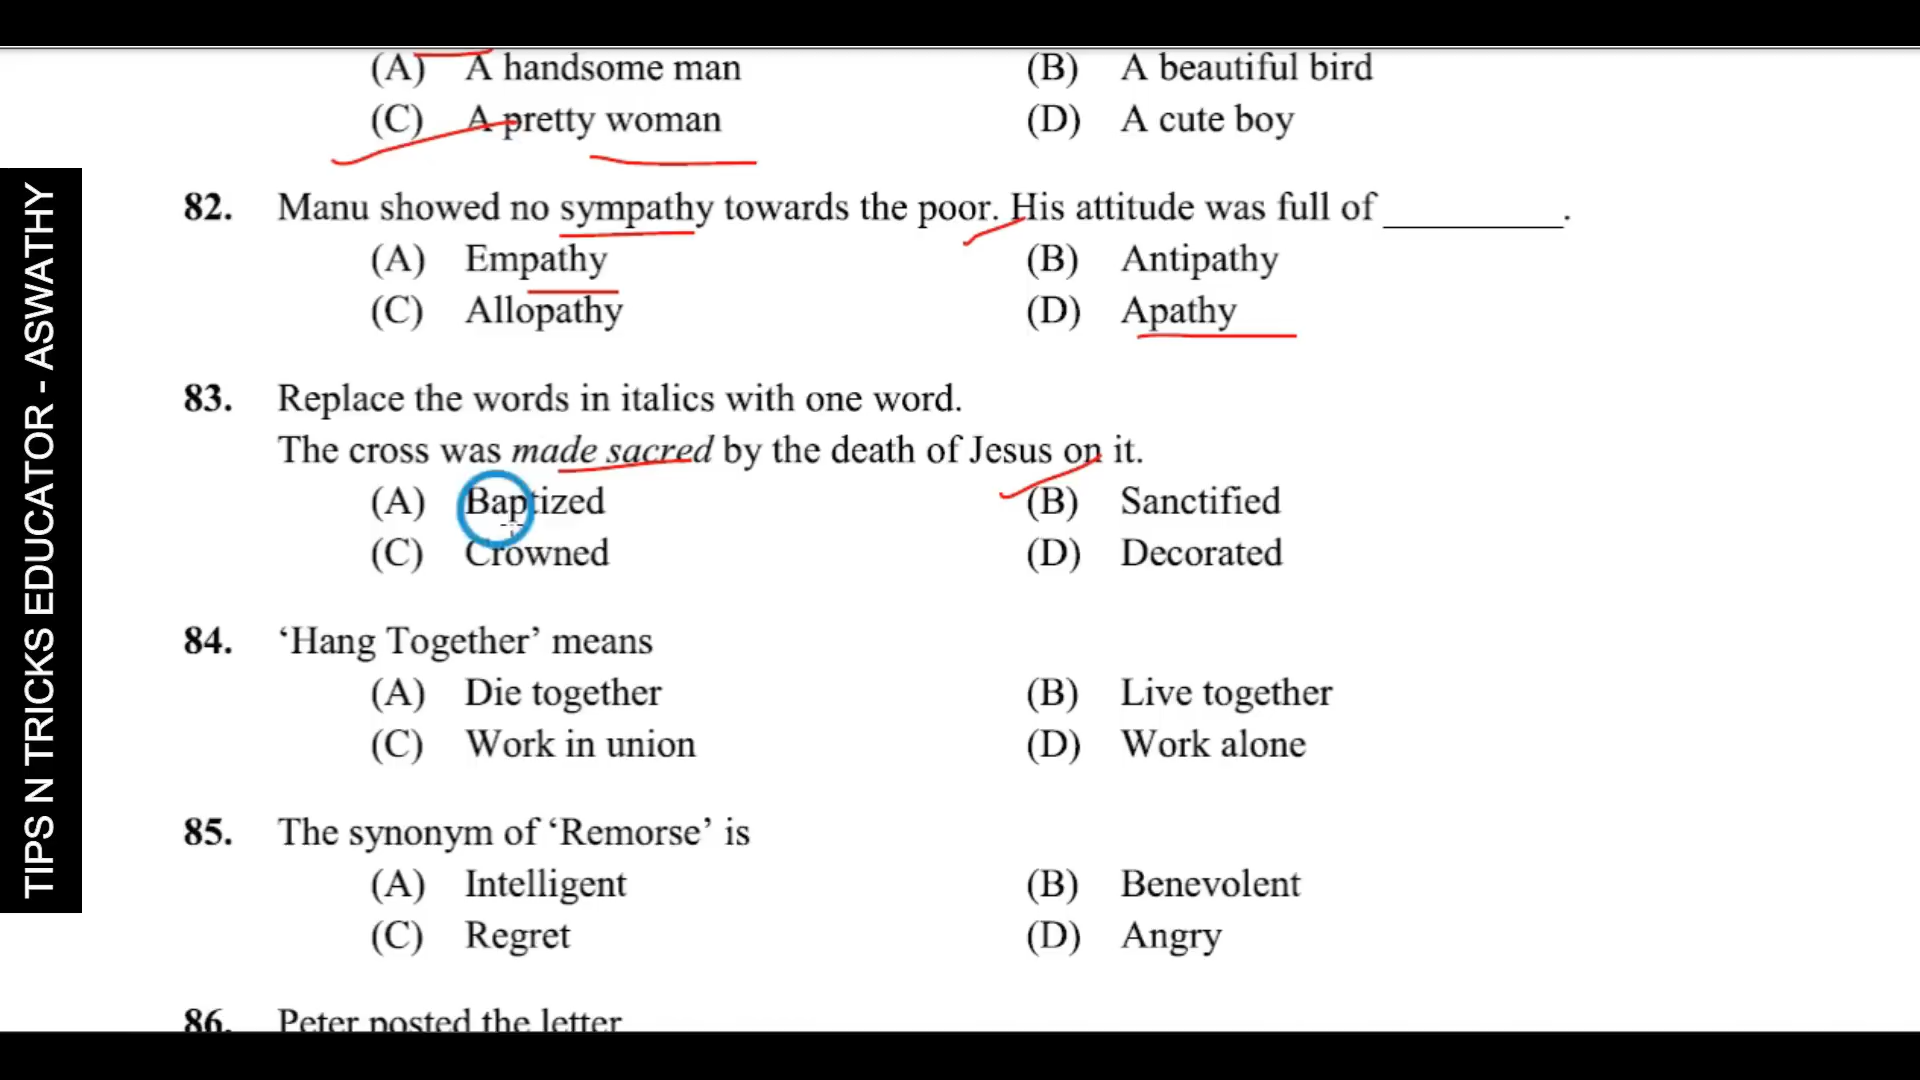 (A) A handsome man (B) A beautiful bird
(C) A pretty woman (D) A cute boy
82. Manu showed no sympathy towards the poor. His attitude was full of _________.
(A) Empathy (B) Antipathy
(C) Allopathy (D) Apathy
83. Replace the words in italics with one word.
The cross was made sacred by the death of Jesus on it.
(A) Baptized (B) Sanctified
(C) Crowned (D) Decorated
84. ‘Hang Together’ means
(A) Die together (B) Live together
(C) Work in union (D) Work alone
85. The synonym of ‘Remorse’ is
(A) Intelligent (B) Benevolent
(C) Regret (D) Angry
86. Peter posted the letter
TIPS N TRICKS EDUCATOR - ASWATHY